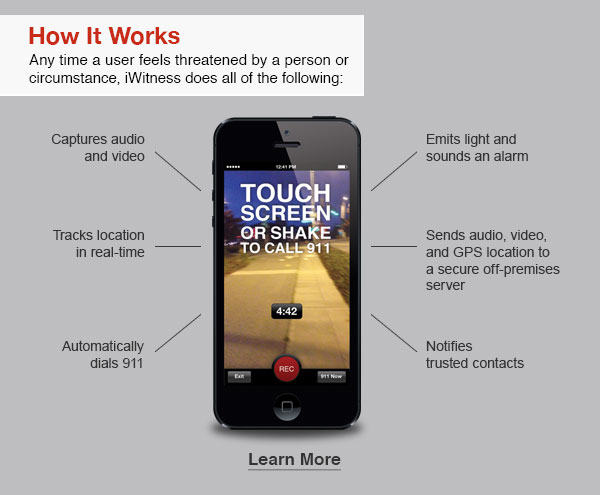 How It Works
Any time a user feels threatened by a person or
circumstance, iWitness does all of the following:
Captures audio
and video
Tracks location
in real-time
Automatically
dials 911
12:41 PM
TOUCH
SCREEN
OR SHAKE
TO CALL 911
4:42
REC
Exit
911 Now
Emits light and
sounds an alarm
Sends audio, video,
and GPS location to
a secure off-premises
server
Notifies
trusted contacts
Learn More